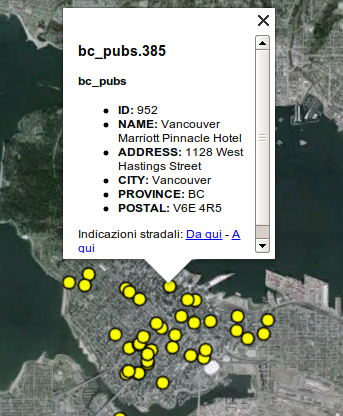 bc_pubs.385
bc_pubs
ID: 952
NAME: Vancouver
Marriott Pinnacle Hotel
ADDRESS: 1128 West
Hastings Street
CITY: Vancouver
PROVINCE: BC
POSTAL: V6E 4R5
Indicazioni stradali: Da qui - A
qui